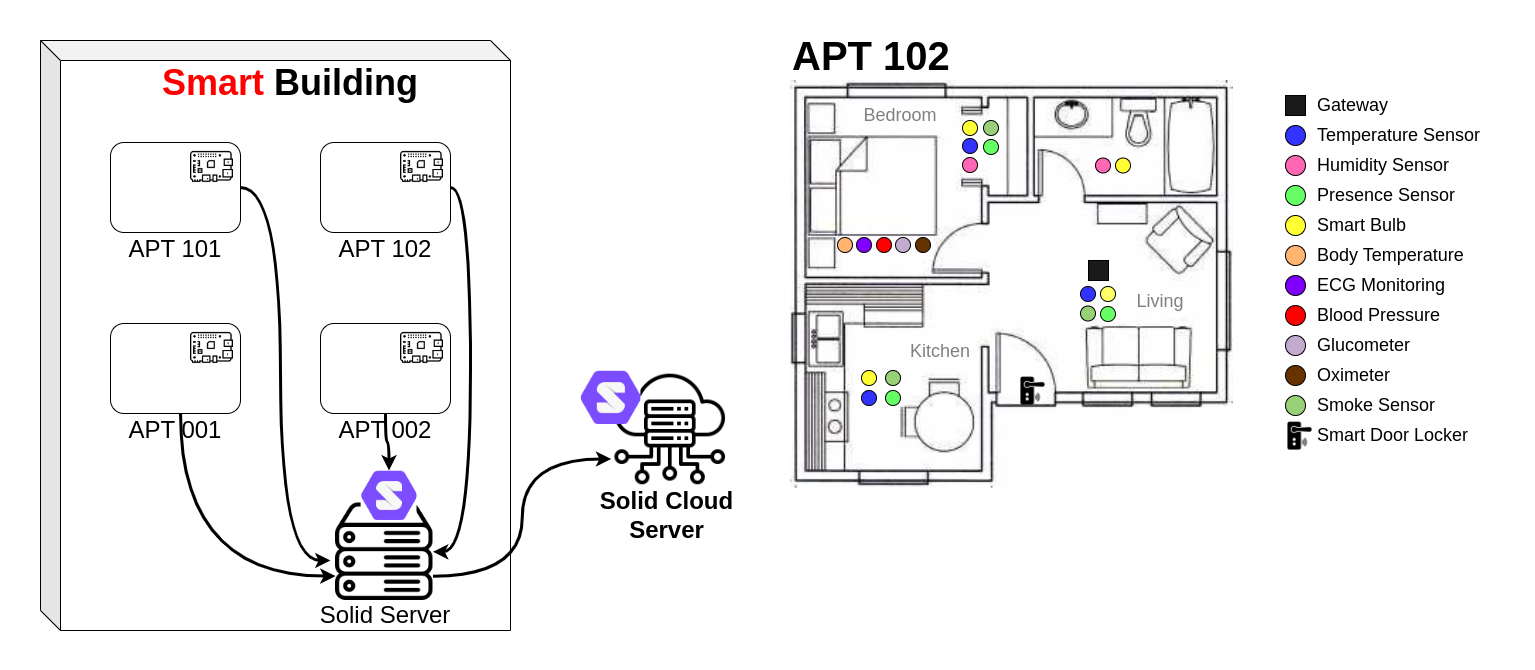 Smart Building
APT 101
APT 102
APT 001
APT 002
Solid Server
Solid Cloud
Server
APT 102
Bedroom
Living
Kitchen
Gateway
Temperature Sensor
Humidity Sensor
Presence Sensor
Smart Bulb
Body Temperature
ECG Monitoring
Blood Pressure
Glucometer
Oximeter
Smoke Sensor
Smart Door Locker